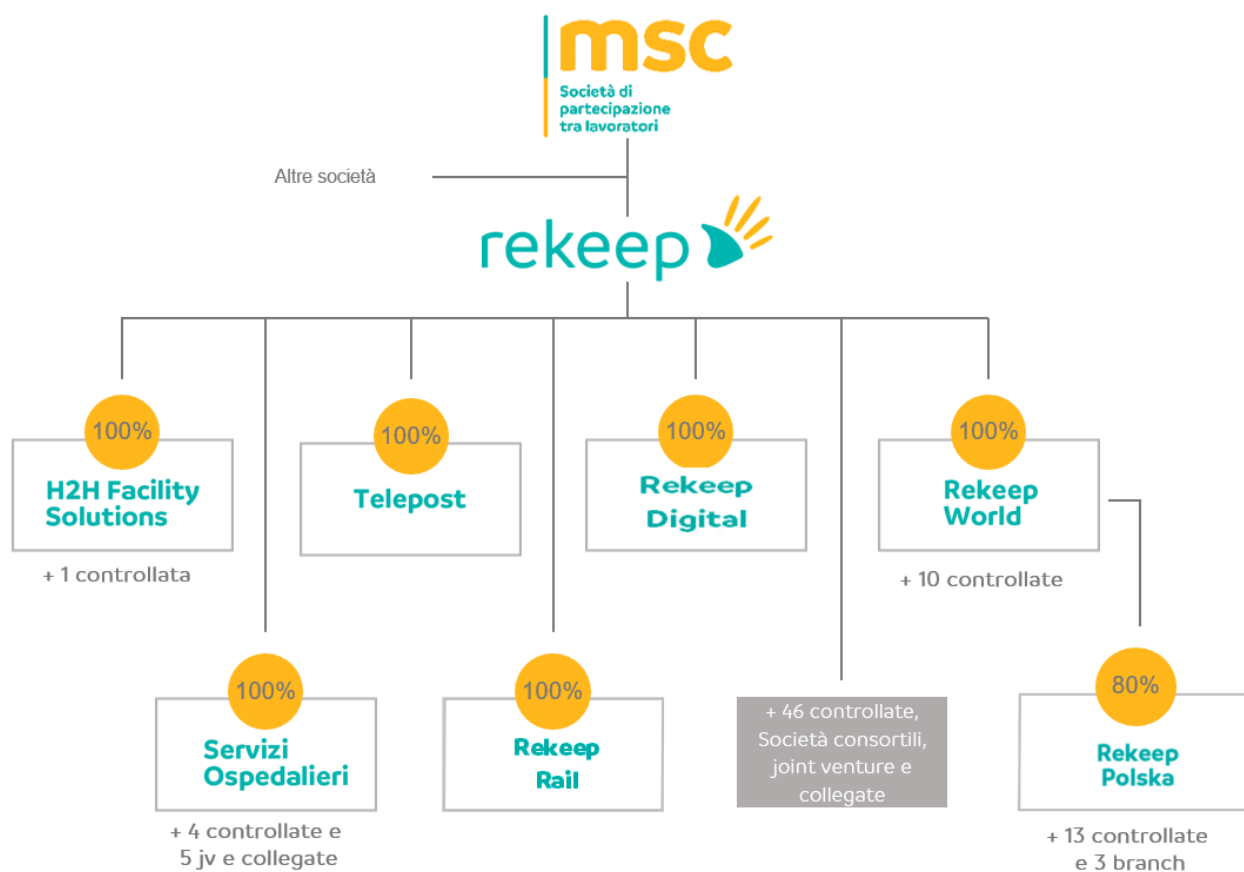 msc
Società di
partecipazione
tra lavoratori
Altre società
rekeep
100%
H2H Facility
Solutions
+ 1 controllata
100%
Telepost
100%
Rekeep
Digital
100%
Rekeep
World
+ 10 controllate
100%
Servizi
Ospedalieri
+ 4 controllate e
5 jv e collegate
100%
Rekeep
Rail
+ 46 controllate,
Società consortili,
joint venture e
collegate
80%
Rekeep
Polska
+ 13 controllate
e 3 branch